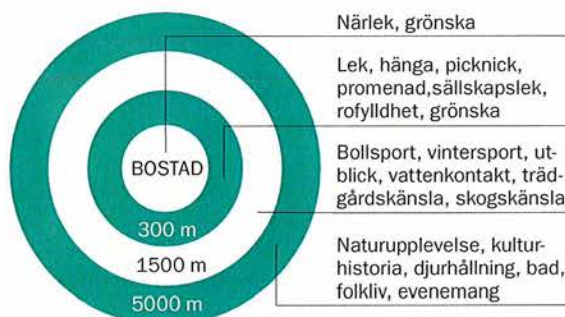 Närlek, grönska
Lek, hänga, picknick,
promenad,sällskapslek,
rofylldhet, grönska
BOSTAD
Bollsport, vintersport, ut-
blick, vattenkontakt, träd-
gårdskänsla, skogskänsla
300 m
1500 m
5000 m
Naturupplevelse, kultur-
historia, djurhållning, bad,
folkliv, evenemang